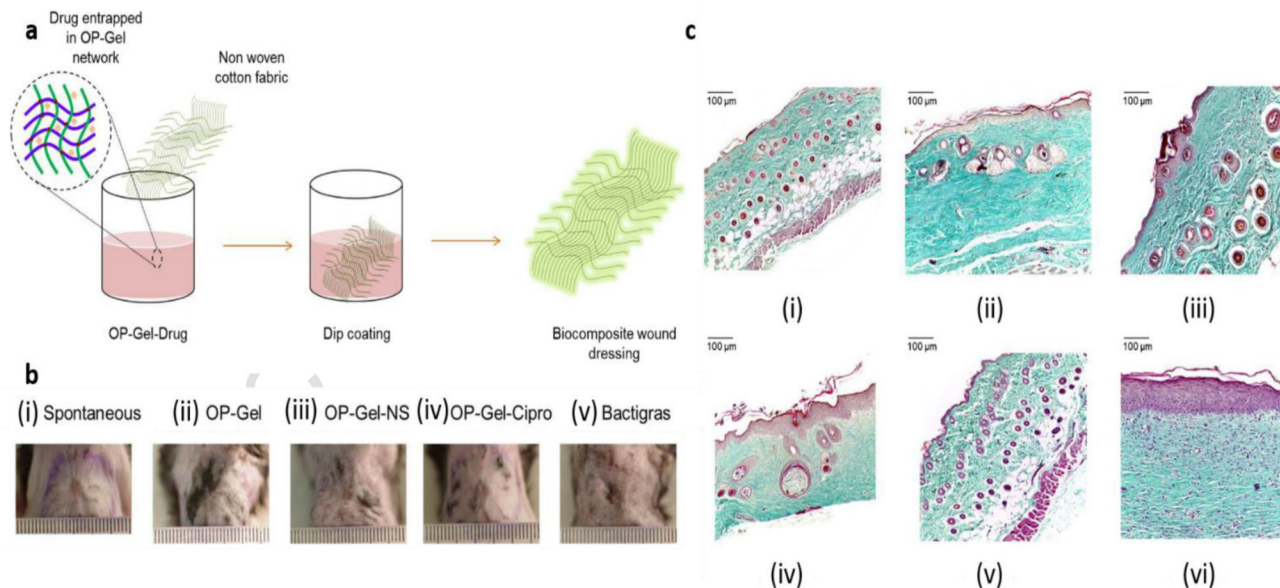 a
Drug entrapped
in OP-Gel
network
Non woven
cotton fabric
OP-Gel-Drug
Dip coating
Biocomposite wound
dressing
b
(i) Spontaneous
(ii) OP-Gel
(iii) OP-Gel-NS
(iv) OP-Gel-Cipro
(v) Bactigras
c
100 µm
100 µm
100 µm
(i)
(ii)
(iii)
100 µm
100 µm
100 µm
(iv)
(v)
(vi)